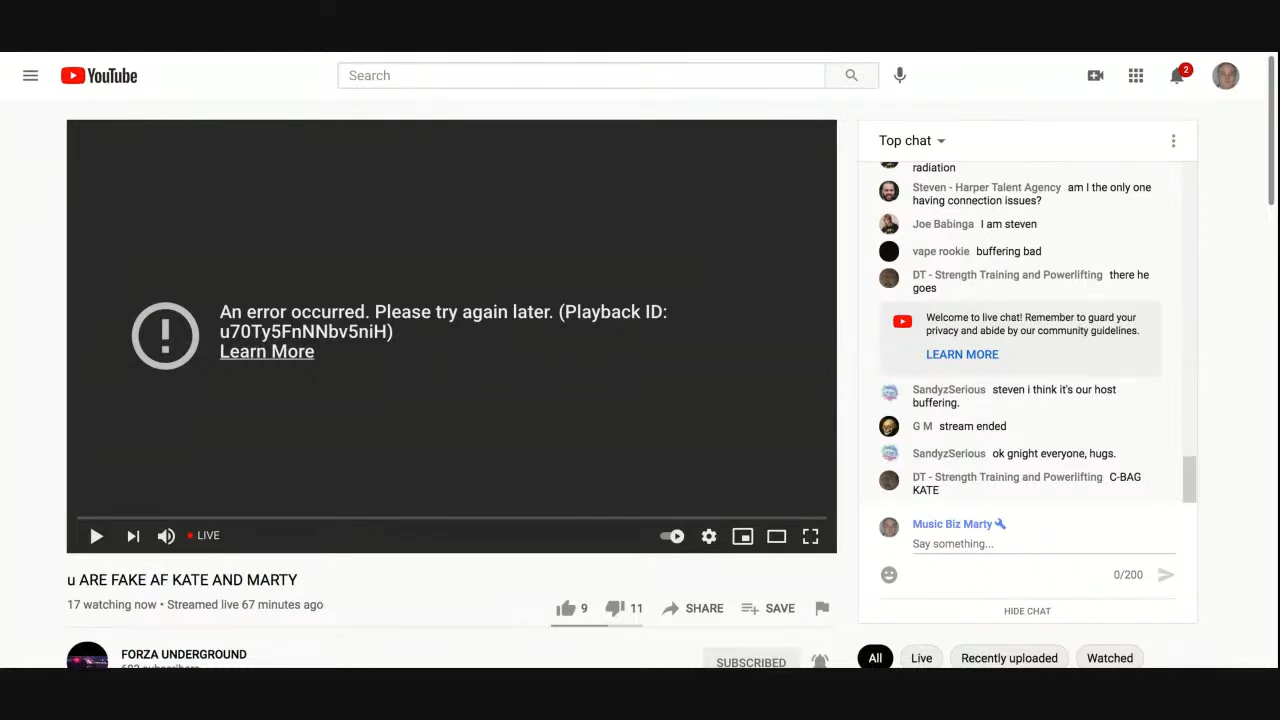 YouTube
Search
2
An error occurred. Please try again later. (Playback ID:
u70Ty5FnNNbv5niH)
Learn More
LIVE
u ARE FAKE AF KATE AND MARTY
17 watching now • Streamed live 67 minutes ago
9
11
SHARE
SAVE
FORZA UNDERGROUND
SUBSCRIBED
Top chat
radiation
Steven - Harper Talent Agency am I the only one
having connection issues?
Joe Babinga I am steven
vape rookie buffering bad
DT - Strength Training and Powerlifting there he
goes
Welcome to live chat! Remember to guard your
privacy and abide by our community guidelines.
LEARN MORE
SandyzSerious steven i think it's our host
buffering.
G M stream ended
SandyzSerious ok gnight everyone, hugs.
DT - Strength Training and Powerlifting C-BAG
KATE
Music Biz Marty
Say something...
0/200
HIDE CHAT
All
Live
Recently uploaded
Watched